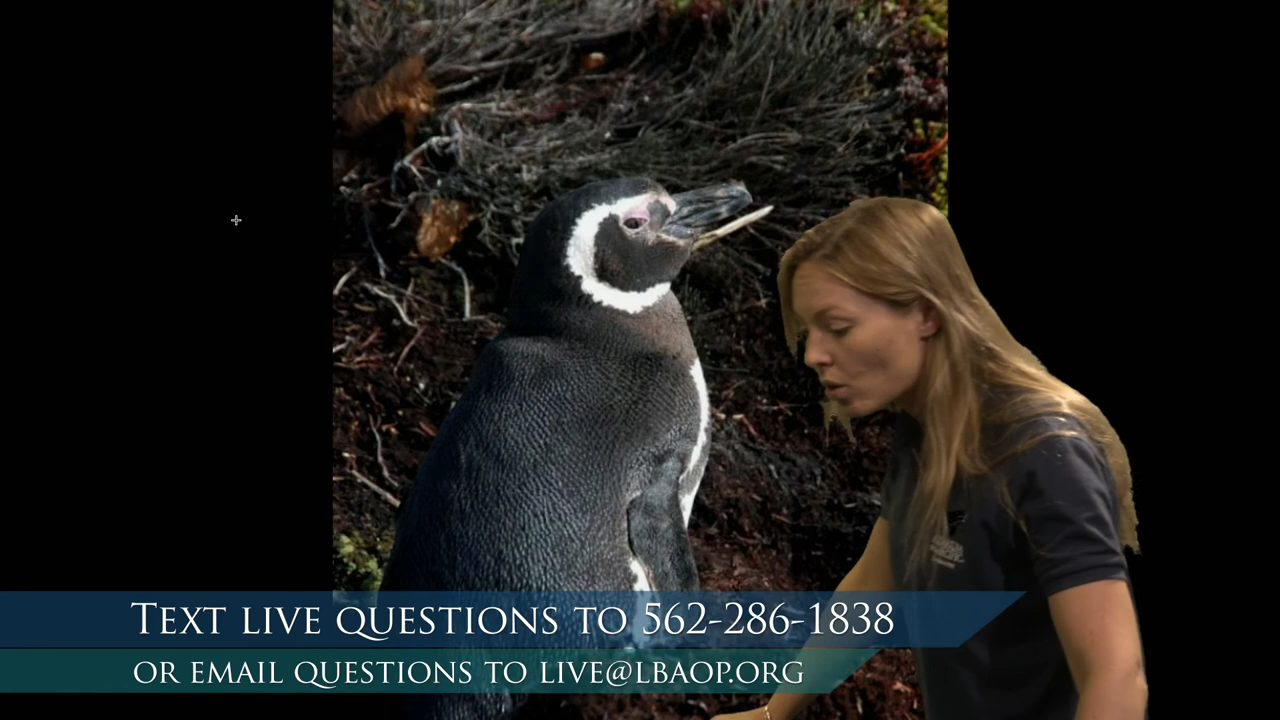 Text live questions to 562-286-1838
or email questions to live@lbaop.org